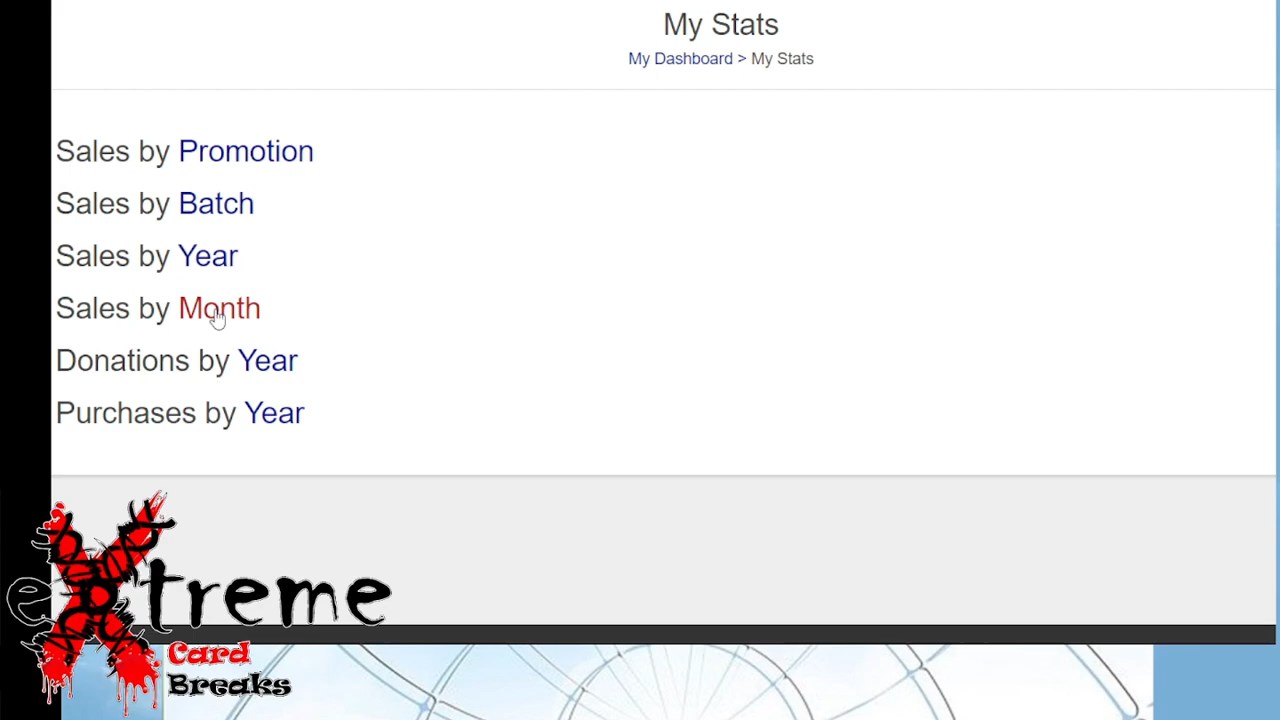 My Stats
My Dashboard > My Stats
Sales by Promotion
Sales by Batch
Sales by Year
Sales by Month
Donations by Year
Purchases by Year
eXtreme
Card
Breaks